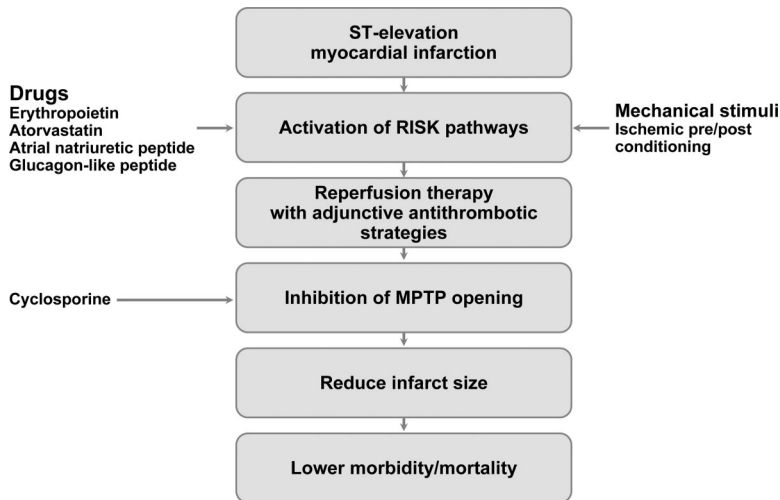 ST-elevation
myocardial infarction
Drugs
Erythropoietin
Atorvastatin
Atrial natriuretic peptide
Glucagon-like peptide
Activation of RISK pathways
Mechanical stimuli
Ischemic pre/post
conditioning
Reperfusion therapy
with adjunctive antithrombotic
strategies
Cyclosporine
Inhibition of MPTP opening
Reduce infarct size
Lower morbidity/mortality